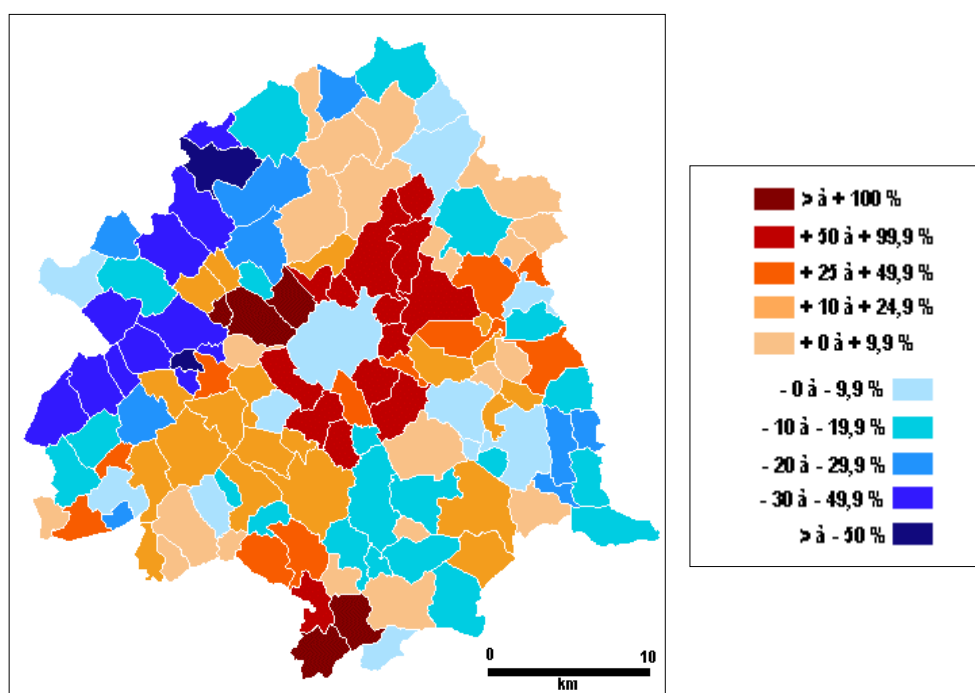 > à + 100 %
+ 50 à + 99,9 %
+ 25 à + 49,9 %
+ 10 à + 24,9 %
+ 0 à + 9,9 %
- 0 à - 9,9 %
- 10 à - 19,9 %
- 20 à - 29,9 %
- 30 à - 49,9 %
> à - 50 %
0 10
km